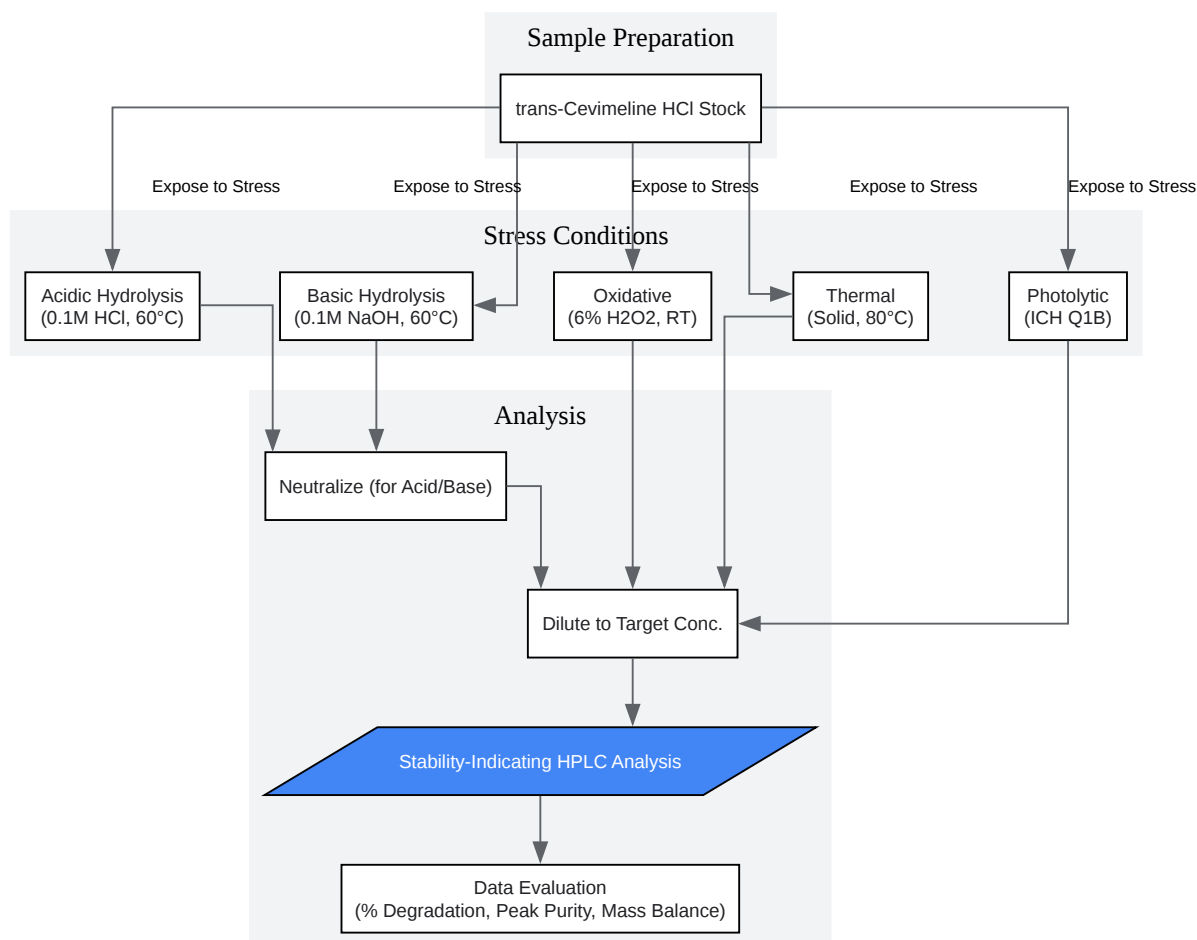 Sample Preparation
trans-Cevimeline HCl Stock
Expose to Stress
Expose to Stress
Expose to Stress
Expose to Stress
Expose to Stress
Stress Conditions
Acidic Hydrolysis
(0.1M HCl, 60°C)
Basic Hydrolysis
(0.1M NaOH, 60°C)
Oxidative
(6% H2O2, RT)
Thermal
(Solid, 80°C)
Photolytic
(ICH Q1B)
Analysis
Neutralize (for Acid/Base)
Dilute to Target Conc.
Stability-Indicating HPLC Analysis
Data Evaluation
(% Degradation, Peak Purity, Mass Balance)